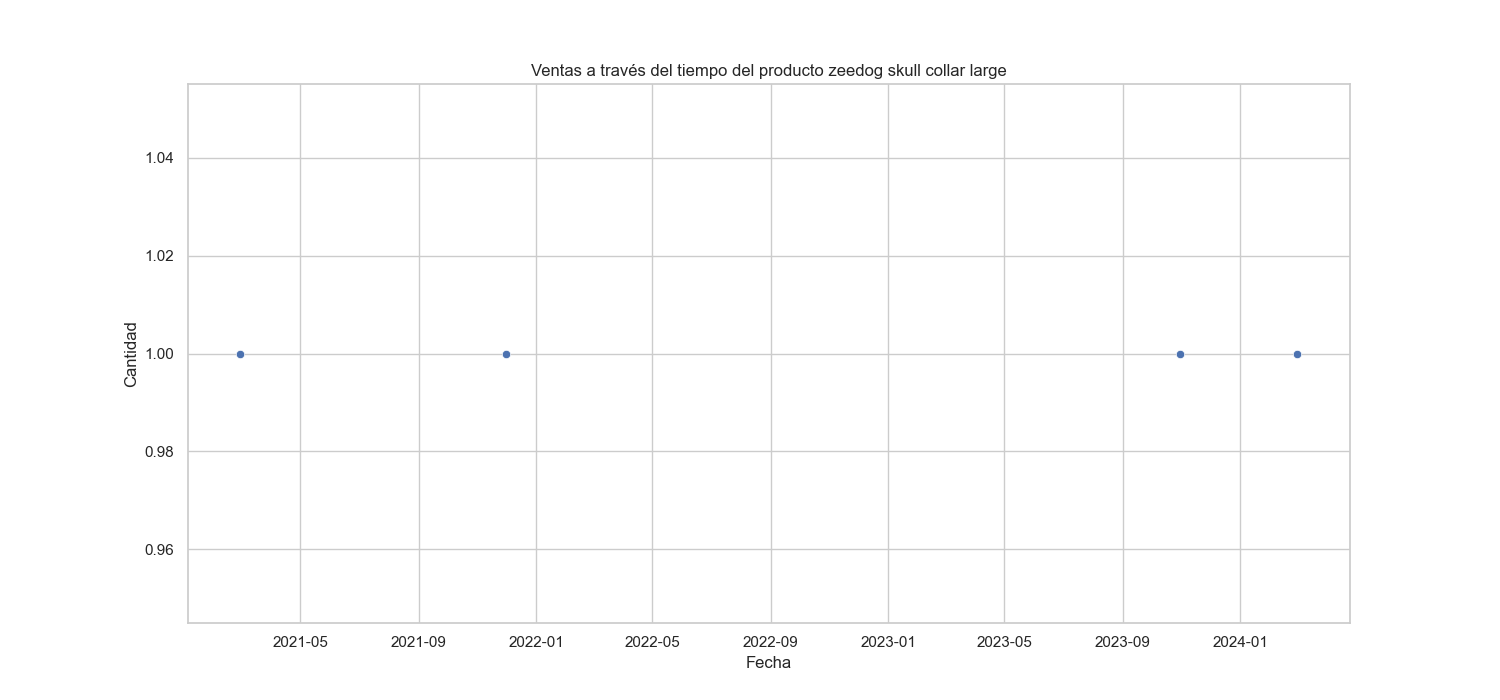 Ventas a través del tiempo del producto zeedog skull collar large
1.04
1.02
1.00
0.98
0.96
Cantidad
2021-05 2021-09 2022-01 2022-05 2022-09 2023-01 2023-05 2023-09 2024-01
Fecha